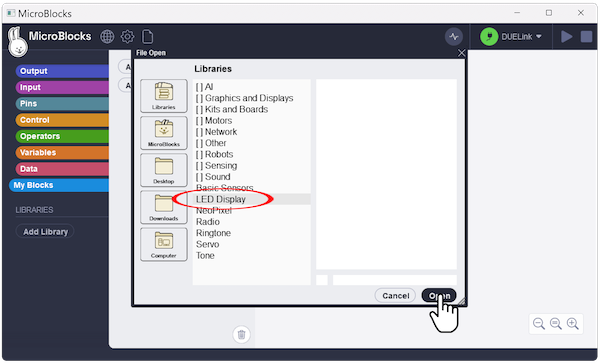 MicroBlocks
MicroBlocks
DUELink
Output
Input
Pins
Control
Operators
Variables
Data
My Blocks
LIBRARIES
Add Library
A
A
File Open
Libraries
Libraries
MicroBlocks
Desktop
Downloads
Computer
[ ] AI
[ ] Graphics and Displays
[ ] Kits and Boards
[ ] Motors
[ ] Network
[ ] Other
[ ] Robots
[ ] Sensing
[ ] Sound
Basic Sensors
LED Display
NeoPixel
Radio
Ringtone
Servo
Tone
Cancel
Open